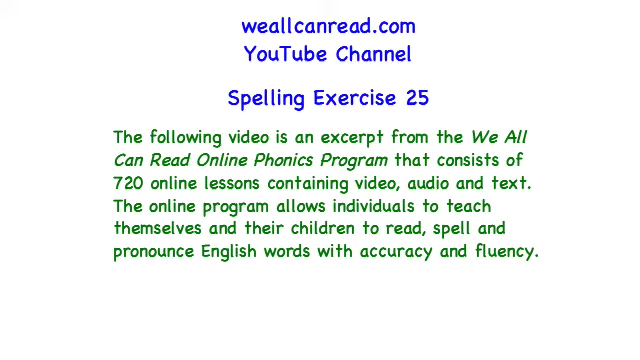 weallcanread.com
YouTube Channel
Spelling Exercise 25
The following video is an excerpt from the We All
Can Read Online Phonics Program that consists of
720 online lessons containing video, audio and text.
The online program allows individuals to teach
themselves and their children to read, spell and
pronounce English words with accuracy and fluency.